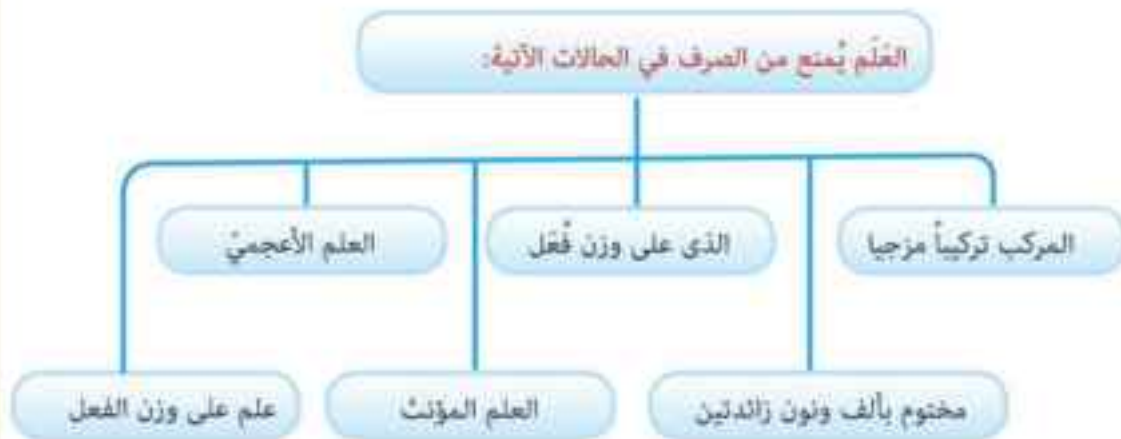 العَلَم يُمنع من الصرف في الحالات الآتية:
المركب تركيباً مزجيا
الذى على وزن فُعَل
العلم الأعجميّ
مختوم بألف ونون زائدتين
العلم المؤنث
علم على وزن الفعل